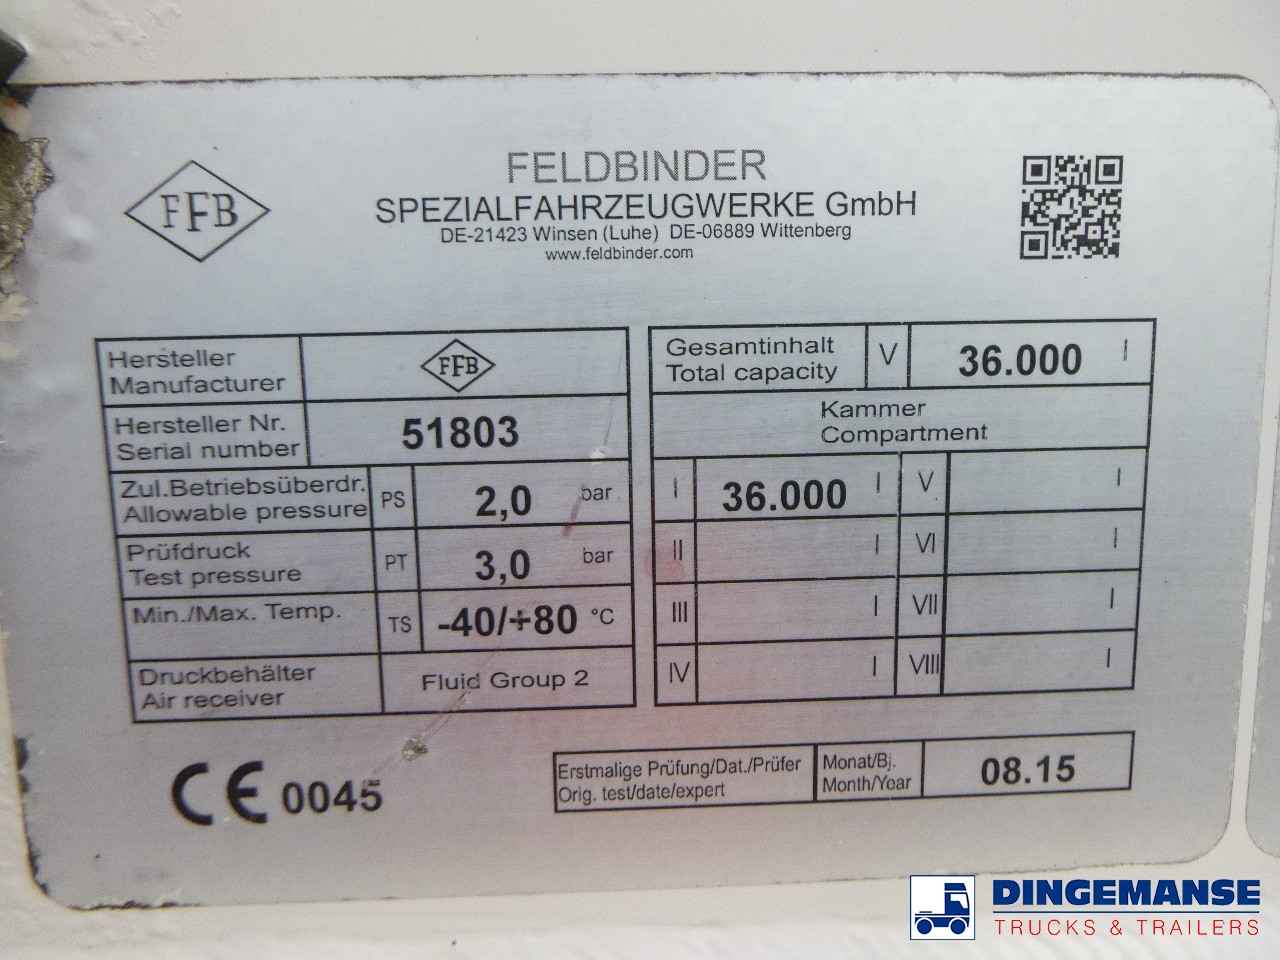 FFB
FELDBINDER
SPEZIALFAHRZEUGWERKE GmbH
DE-21423 Winsen (Luhe) DE-06889 Wittenberg
www.feldbinder.com
Hersteller
Manufacturer
FFB
Hersteller Nr.
Serial number
51803
Zul.Betriebsüberdr.
Allowable pressure
PS
2,0 bar
Prüfdruck
Test pressure
PT
3,0 bar
Min./Max. Temp.
TS
-40/+80 °C
Druckbehälter
Air receiver
Fluid Group 2
Gesamtinhalt
Total capacity
V
36.000 l
Kammer
Compartment
I 36.000 l V l
II l VI l
III l VII l
IV l VIII l
CE 0045
Erstmalige Prüfung/Dat./Prüfer
Orig. test/date/expert
Monat/Bj.
Month/Year
08.15
DINGEMANSE
TRUCKS & TRAILERS